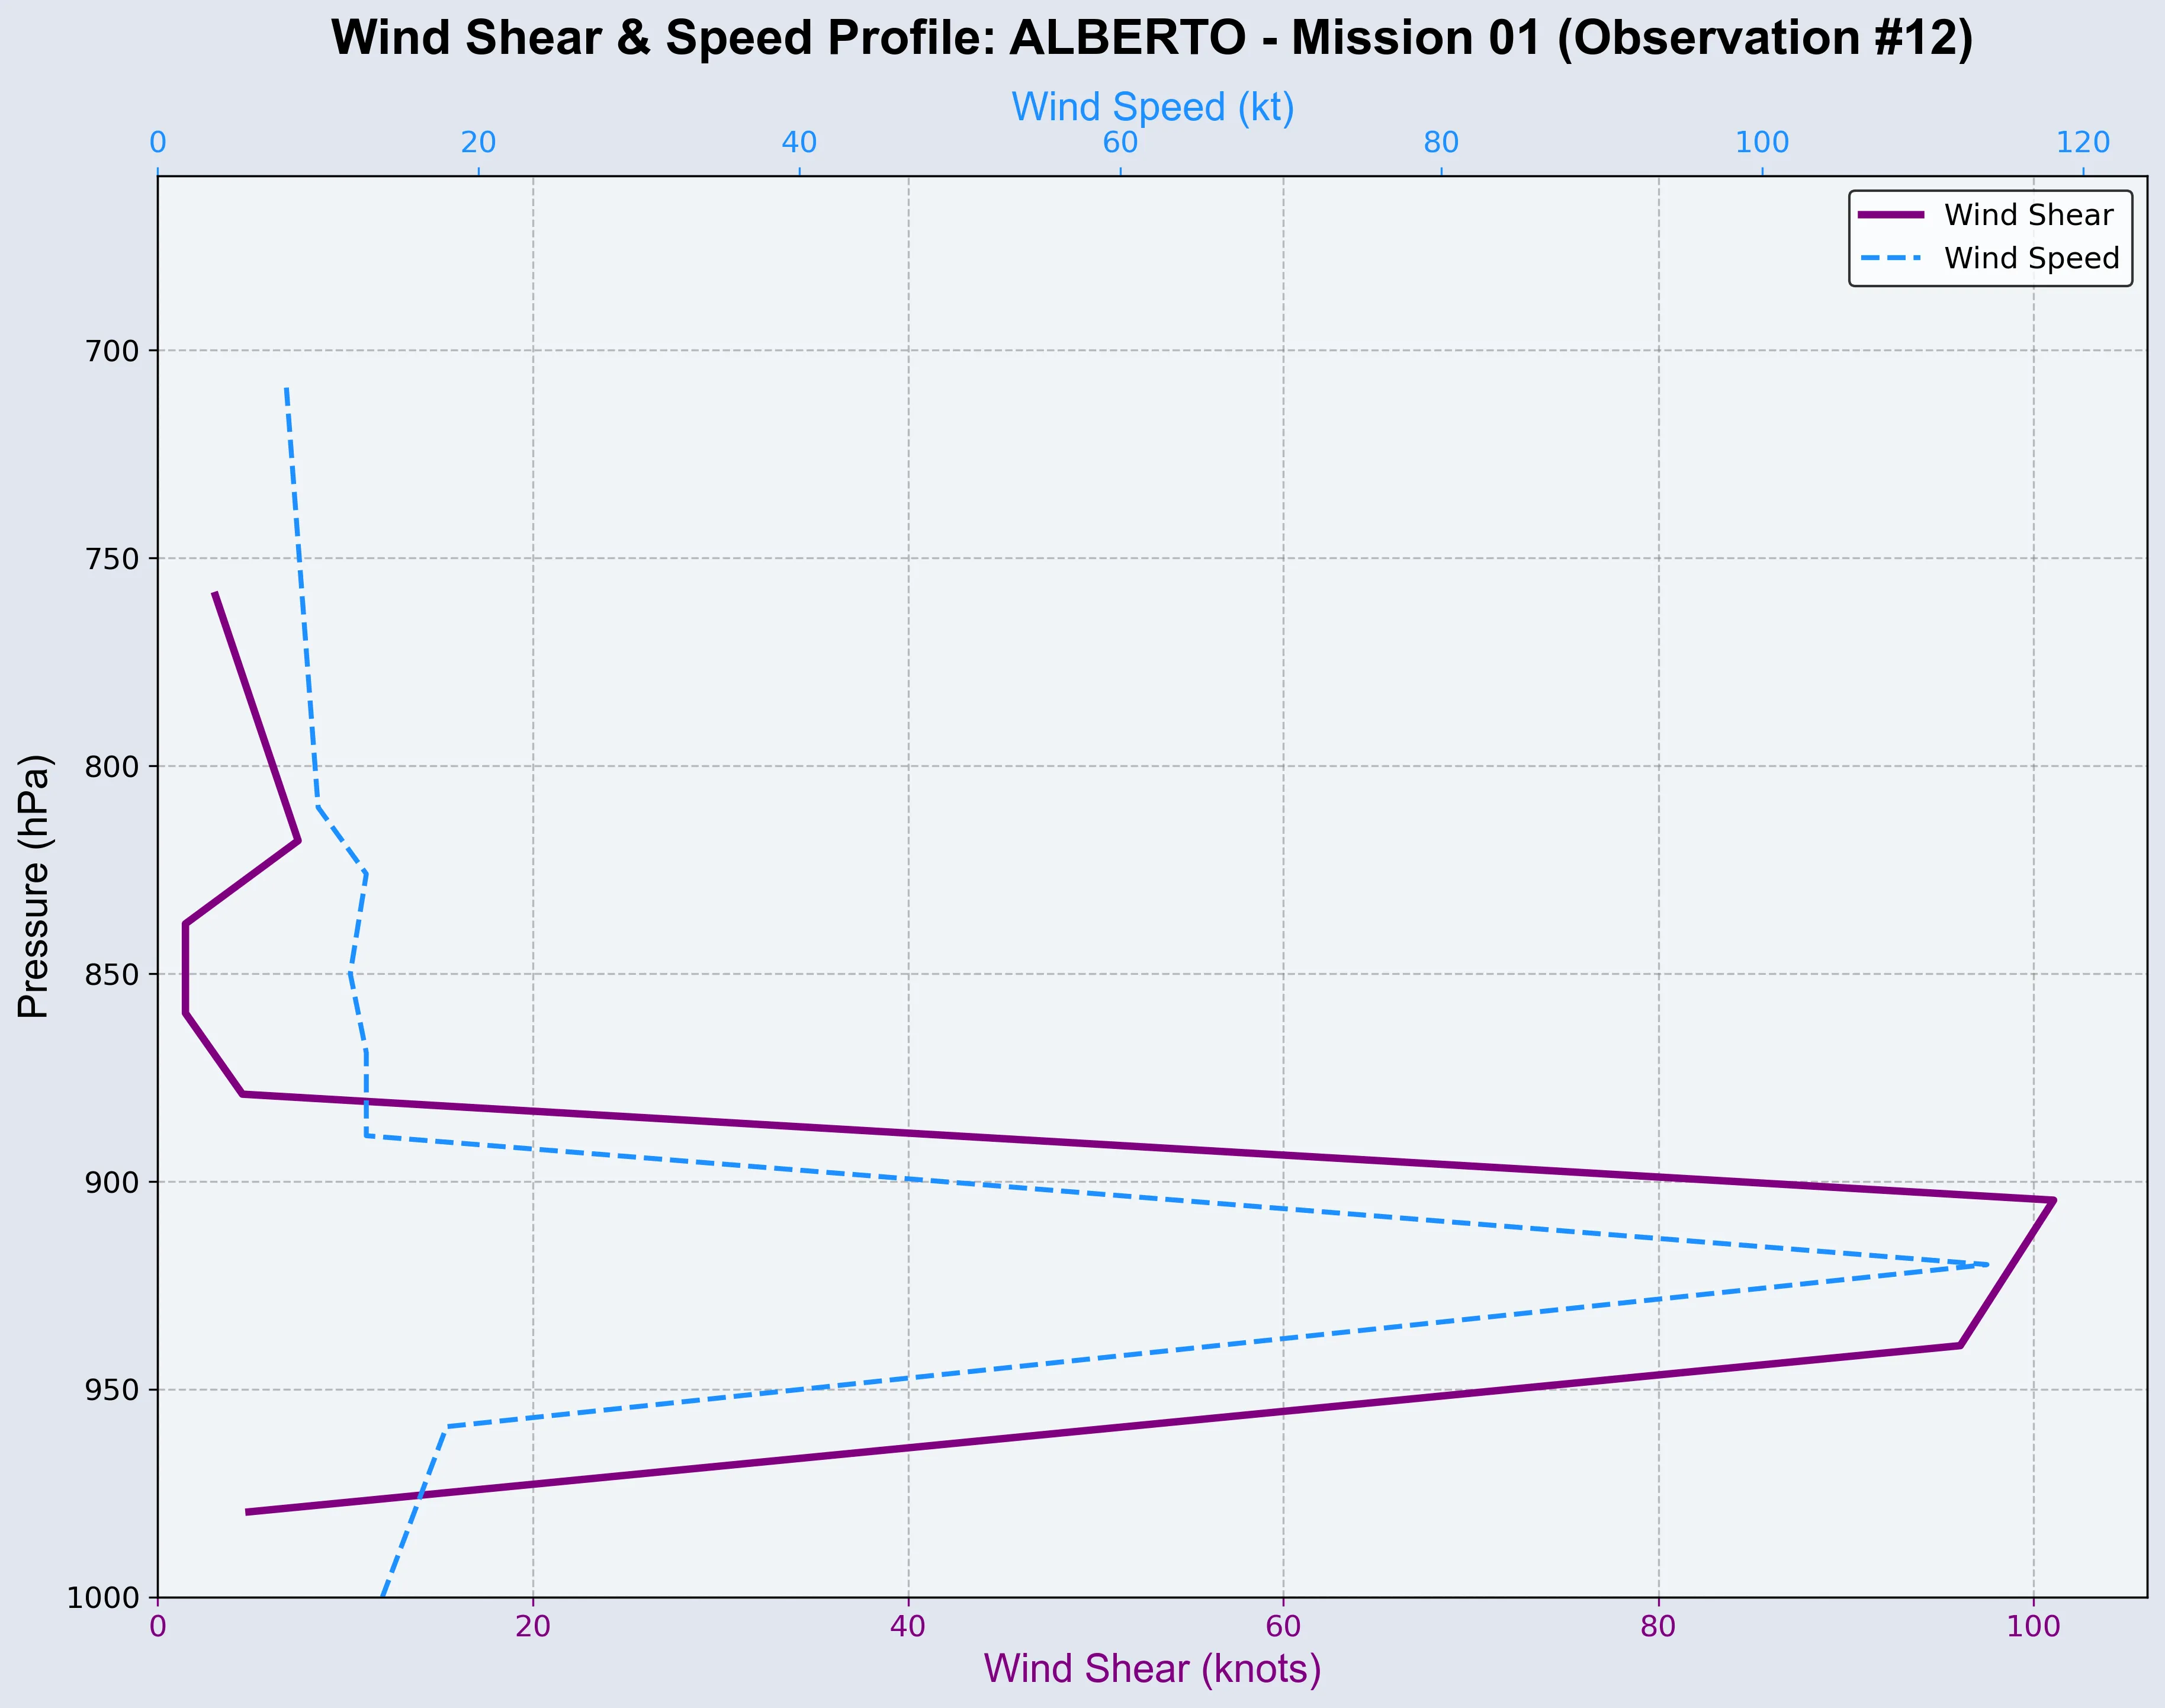 Wind Shear & Speed Profile: ALBERTO - Mission 01 (Observation #12)
Wind Speed (kt)
0 20 40 60 80 100 120
Wind Shear
Wind Speed
700
750
800
850
900
950
1000
Pressure (hPa)
0 20 40 60 80 100
Wind Shear (knots)